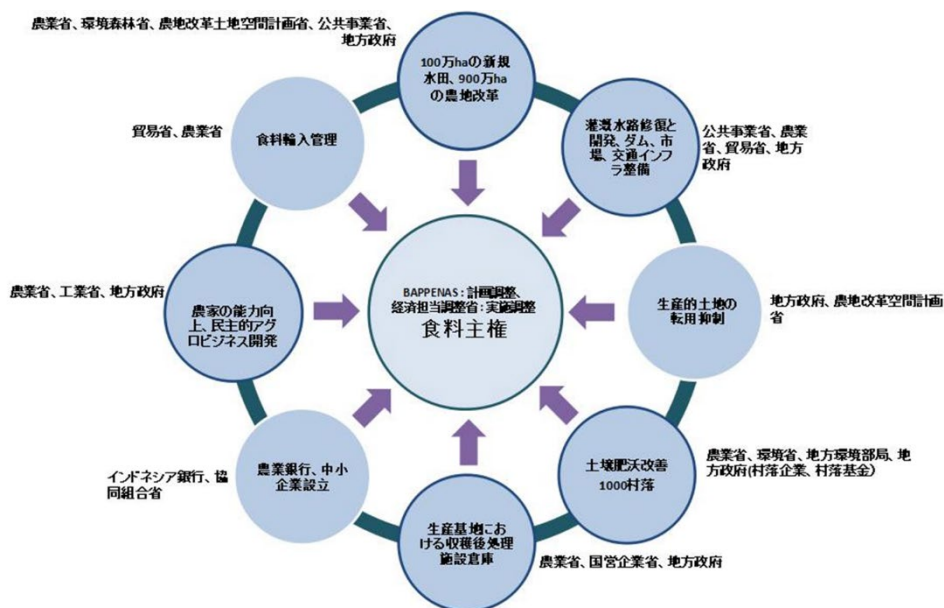 農業省、環境森林省、農地改革土地空間計画省、公共事業省、
地方政府
100万haの新規
水田、900万ha
の農地改革
灌漑水路修復と
開発、ダム、市
場、交通インフ
ラ整備
公共事業省、農業
省、貿易省、地方
政府
貿易省、農業省
食料輸入管理
農業省、工業省、地方政府
農家の能力向
上、民主的アグ
ロビジネス開発
BAPPENAS：計画調整、
経済担当調整省：実施調整
食料主権
生産的土地の
転用抑制
地方政府、農地改革空間計画
省
インドネシア銀行、協
同組合省
農業銀行、中小
企業設立
土壌肥沃改善
1000村落
農業省、環境省、地方環境部局、地
方政府(村落企業、村落基金)
生産基地にお
ける収穫後処理
施設倉庫
農業省、国営企業省、地方政府